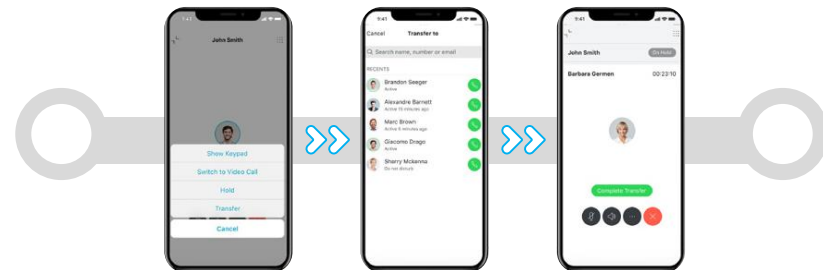 9:41
John Smith
Show Keypad
Switch to Video Call
Hold
Transfer
Cancel
9:41
Cancel Transfer to
Search name, number or email
RECENTS
Brandon Seeger
Active
Alexandre Barnett
Active 15 minutes ago
Marc Brown
Active 5 minutes ago
Giacomo Drago
Active
Sherry Mckenna
Do not disturb
9:41
John Smith On Hold
Barbara German 00:23:10
Complete Transfer